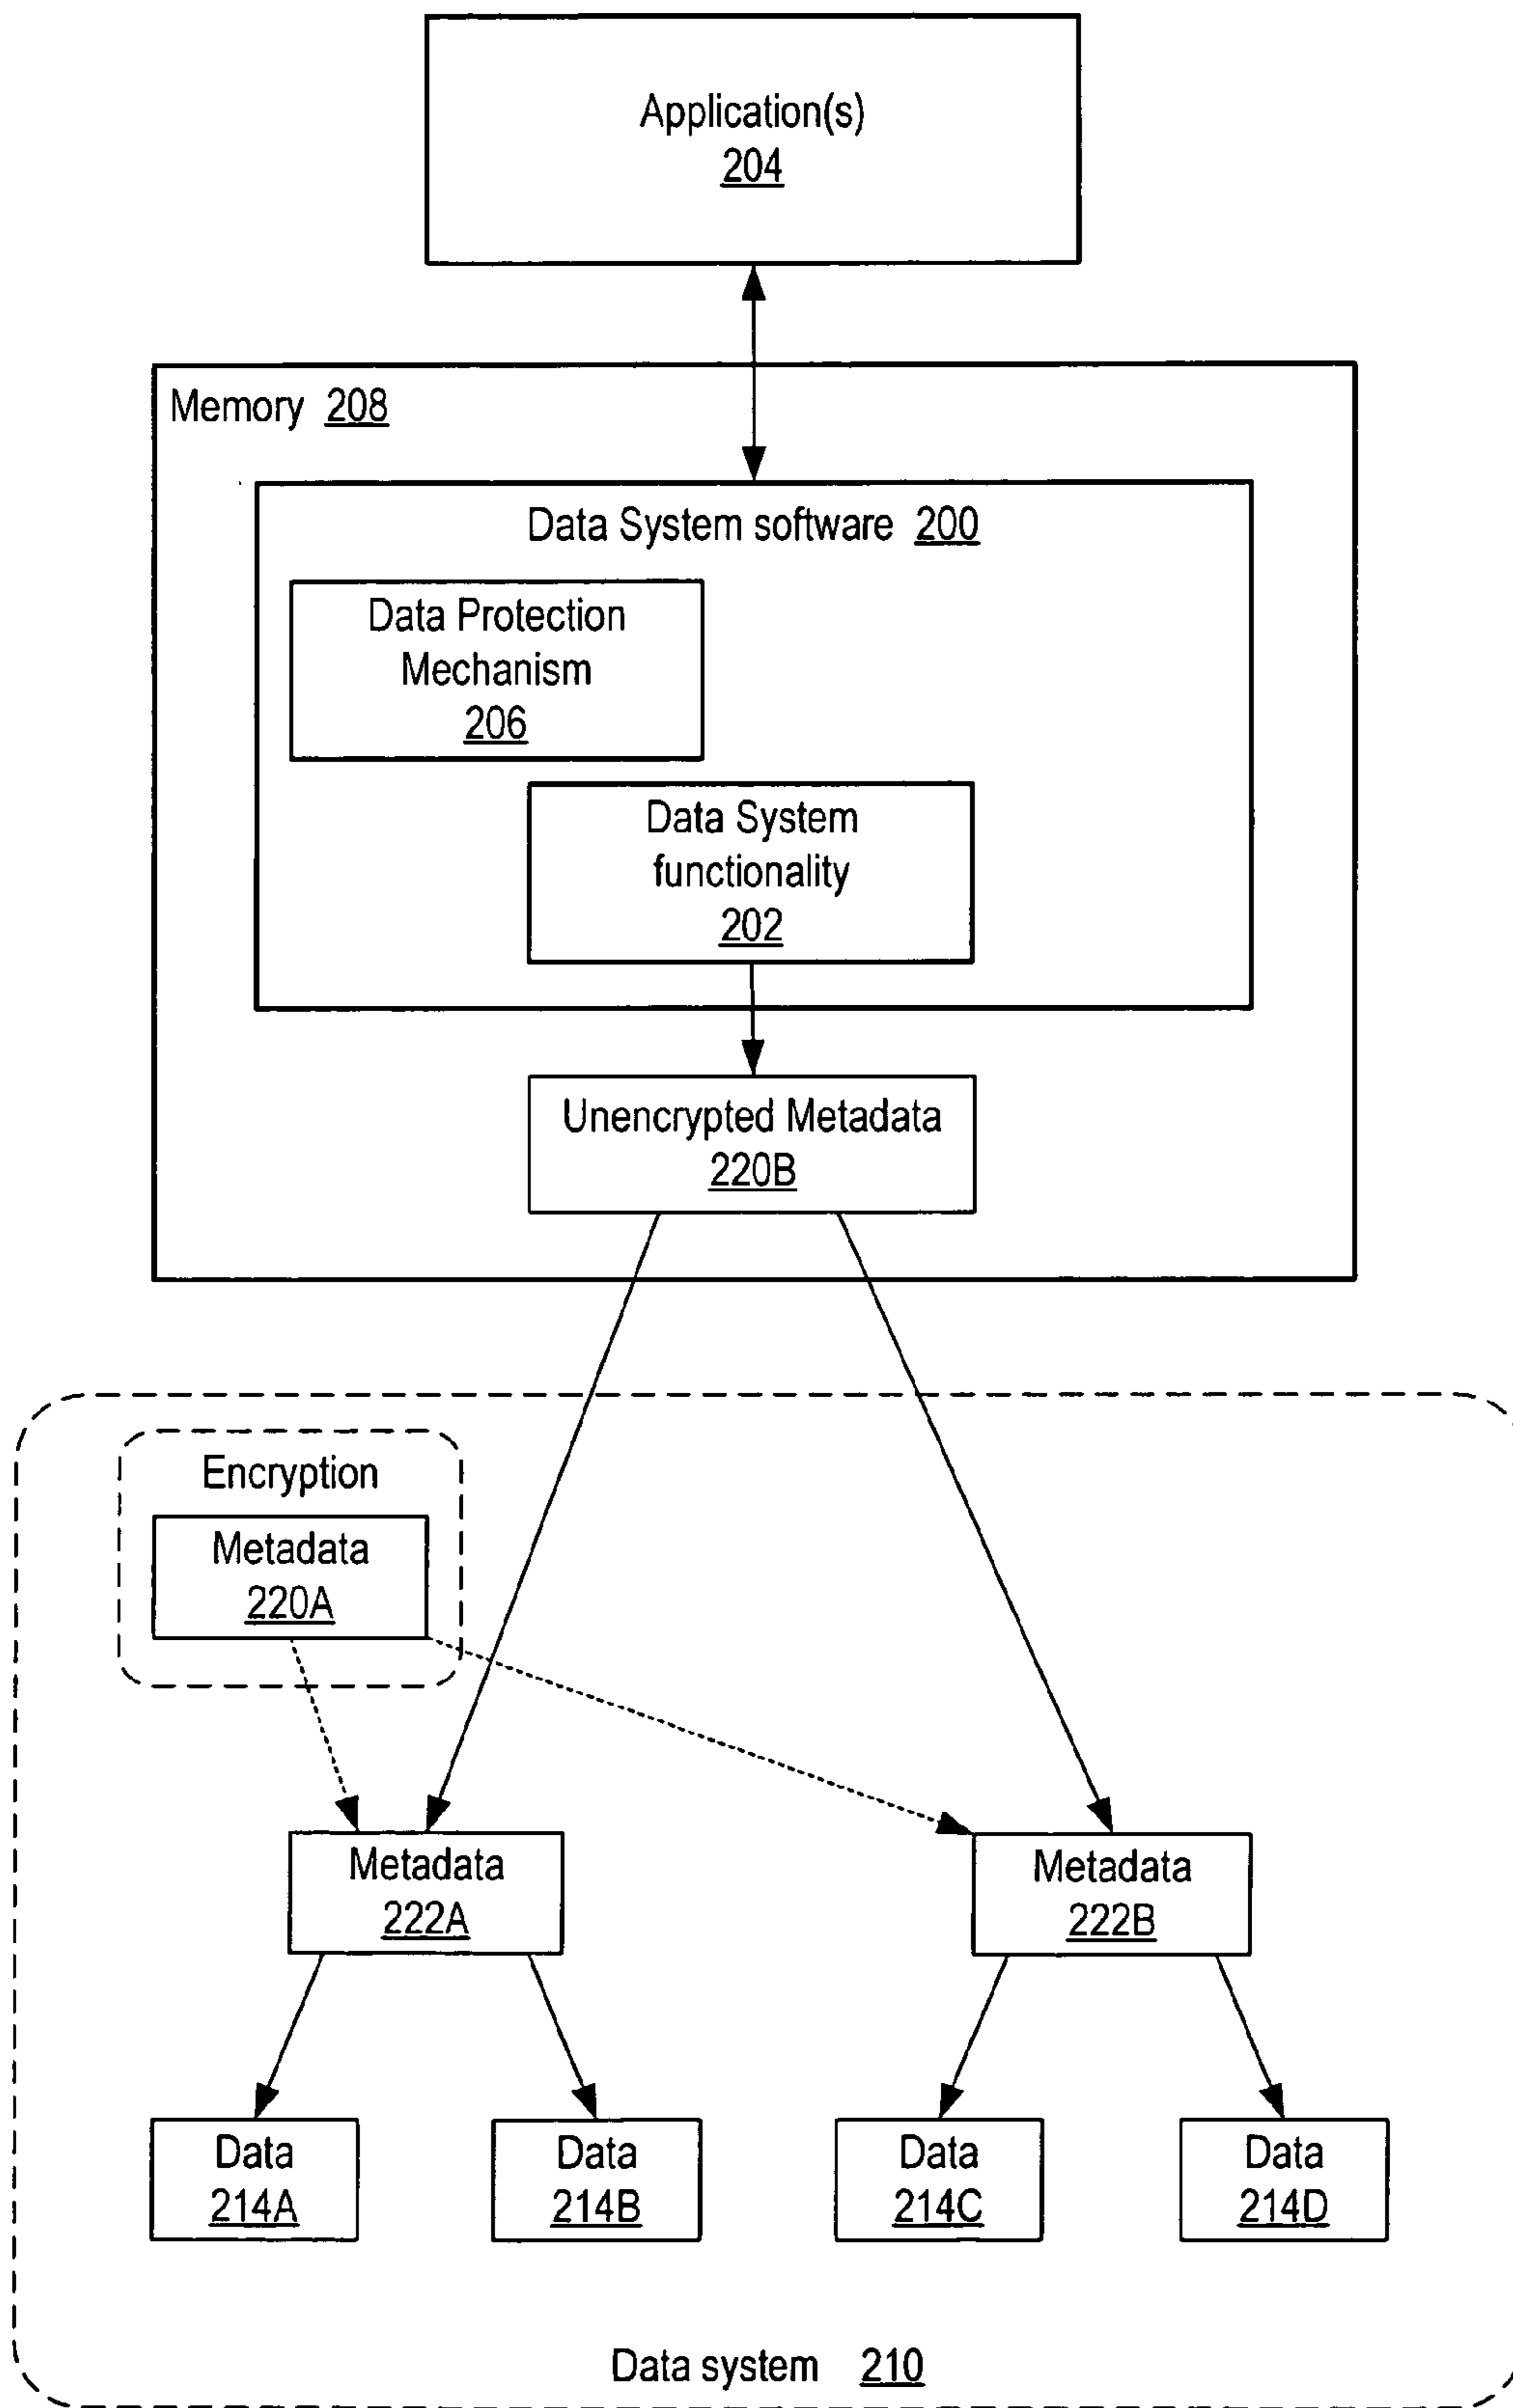 Application(s)
204
Memory 208
Data System software 200
Data Protection
Mechanism
206
Data System
functionality
202
Unencrypted Metadata
220B
Encryption
Metadata
220A
Metadata
222A
Metadata
222B
Data
214A
Data
214B
Data
214C
Data
214D
Data system 210